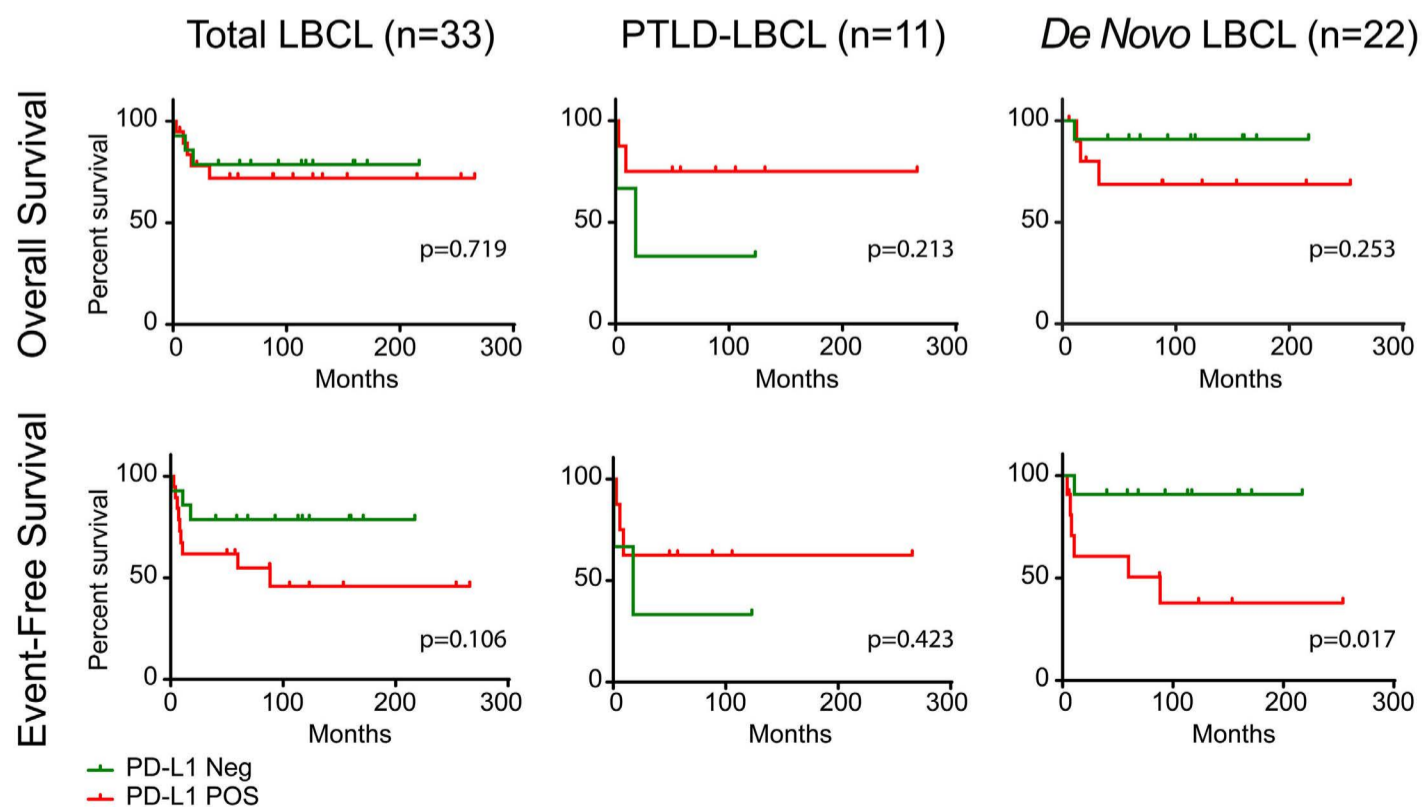 Total LBCL (n=33)
PTLD-LBCL (n=11)
De Novo LBCL (n=22)
Overall Survival
Percent survival
100
50
0
p=0.719
0 100 200 300
Months
100
50
0
p=0.213
0 100 200 300
Months
100
50
0
p=0.253
0 100 200 300
Months
Event-Free Survival
Percent survival
100
50
0
p=0.106
0 100 200 300
Months
100
50
0
p=0.423
0 100 200 300
Months
100
50
0
p=0.017
0 100 200 300
Months
PD-L1 Neg
PD-L1 POS